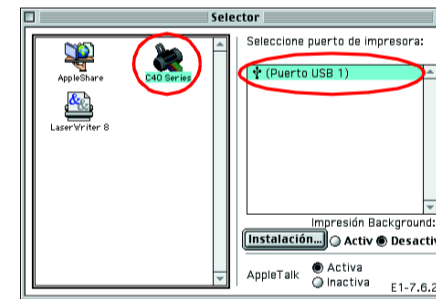 Selector
AppleShare
C40 Series
LaserWriter 8
Seleccione puerto de impresora:
(Puerto USB 1)
Impresión Background:
Instalación...
Activ
Desactiv
AppleTalk
Activa
Inactiva
E1-7.6.2